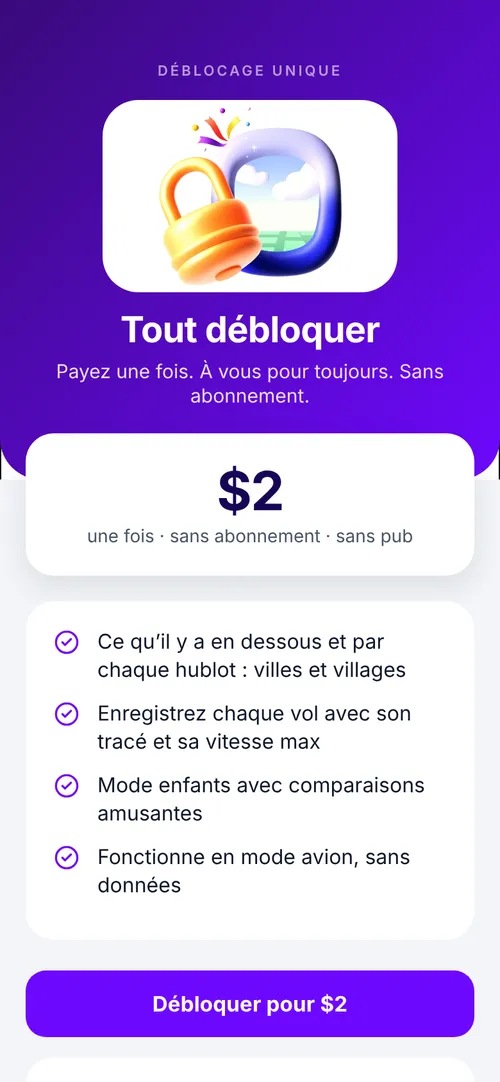 DÉBLOCAGE UNIQUE
Tout débloquer
Payez une fois. À vous pour toujours. Sans
abonnement.
$2
une fois · sans abonnement · sans pub
Ce qu’il y a en dessous et par
chaque hublot : villes et villages
Enregistrez chaque vol avec son
tracé et sa vitesse max
Mode enfants avec comparaisons
amusantes
Fonctionne en mode avion, sans
données
Débloquer pour $2